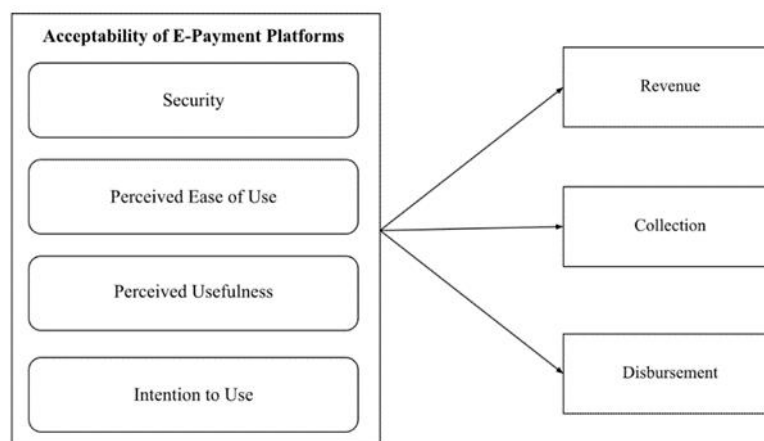 Acceptability of E-Payment Platforms
Security
Perceived Ease of Use
Perceived Usefulness
Intention to Use
Revenue
Collection
Disbursement